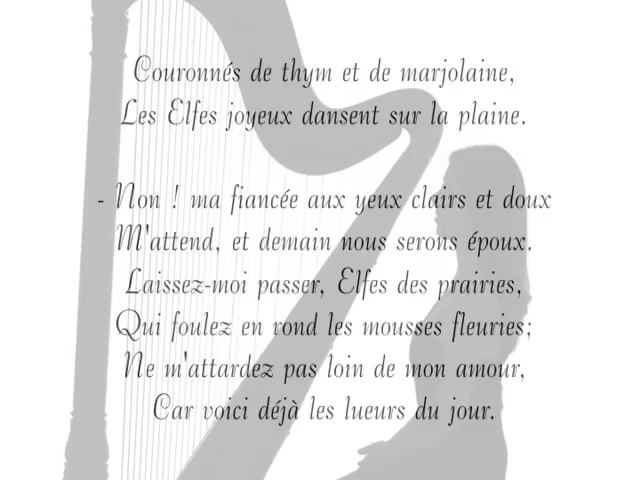 Couronnés de thym et de marjolaine,
Les Elfes joyeux dansent sur la plaine.
- Non ! ma fiancée aux yeux clairs et doux
M'attend, et demain nous serons époux.
Laissez-moi passer, Elfes des prairies,
Qui foulez en rond les mousses fleuries;
Ne m'attardez pas loin de mon amour,
Car voici déjà les lueurs du jour.